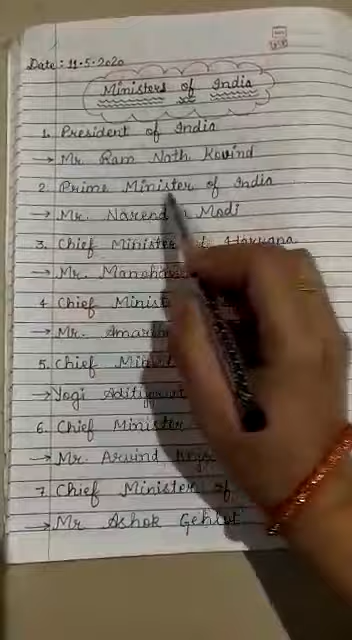 Date : 11.5.2020
Ministers of India
1. President of India
→ Mr. Ram Nath Kovind
2. Prime Minister of India
→ Mr. Modi
3. Chief Minister Haryana
→ Mr.
4. Chief
→ Mr.
5. Chief
→ Yogi
6. Chief Minister
→ Mr. Arvind
7. Chief Minister of
→ Mr Ashok Gehlot